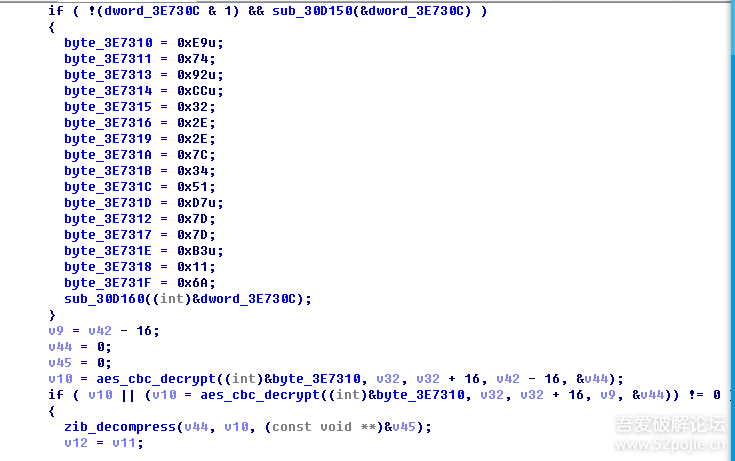 if ( !(dword_3E730C & 1) && sub_30D150(&dword_3E730C) )
{
byte_3E7310 = 0xE9u;
byte_3E7311 = 0x74;
byte_3E7313 = 0x92u;
byte_3E7314 = 0xCCu;
byte_3E7315 = 0x32;
byte_3E7316 = 0x2E;
byte_3E7319 = 0x2E;
byte_3E731A = 0x7C;
byte_3E731B = 0x34;
byte_3E731C = 0x51;
byte_3E731D = 0xD7u;
byte_3E7312 = 0x7D;
byte_3E7317 = 0x7D;
byte_3E731E = 0xB3u;
byte_3E7318 = 0x11;
byte_3E731F = 0x6A;
sub_30D160((int)&dword_3E730C);
}
v9 = v42 - 16;
v44 = 0;
v45 = 0;
v10 = aes_cbc_decrypt((int)&byte_3E7310, v32, v32 + 16, v42 - 16, &v44);
if ( v10 || (v10 = aes_cbc_decrypt((int)&byte_3E7310, v32, v32 + 16, v9, &v44)) != 0 )
{
zib_decompress(v44, v10, (const void **)&v45);
v12 = v11;
吾爱破解论坛
www.52pojie.cn